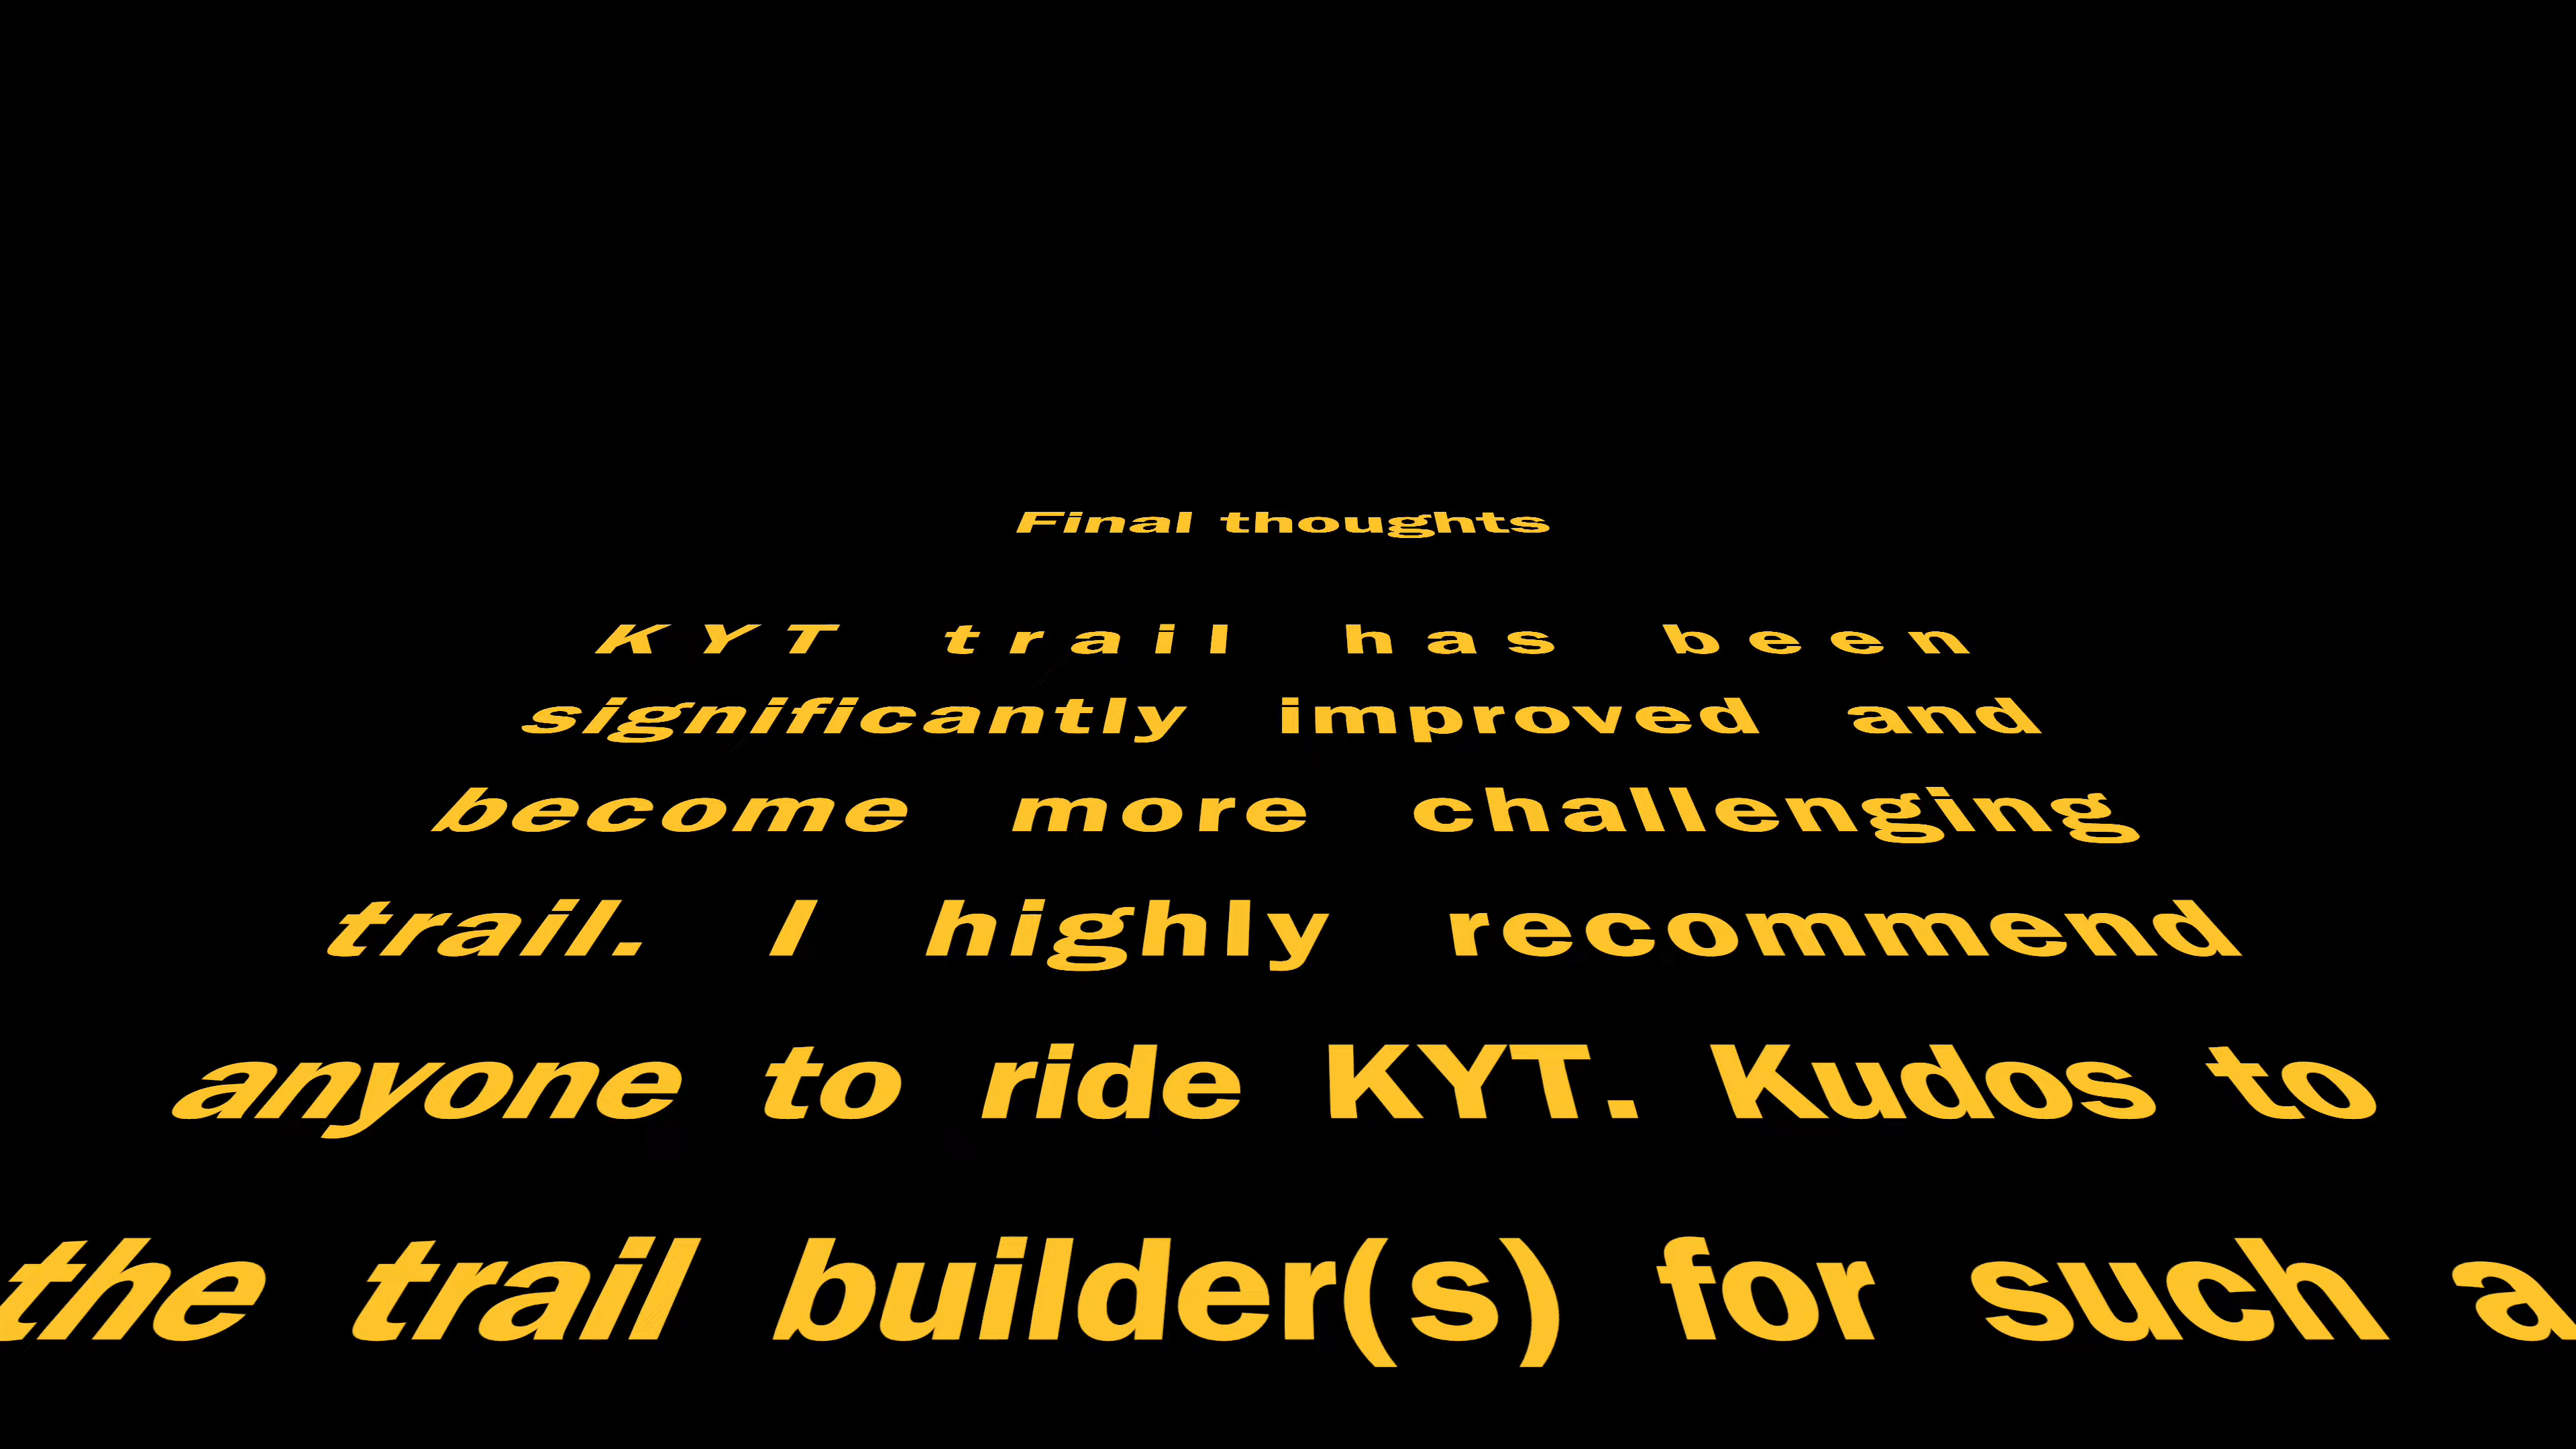 Final thoughts
KYT trail has been
significantly improved and
become more challenging
trail. I highly recommend
anyone to ride KYT. Kudos to
the trail builder(s) for such a